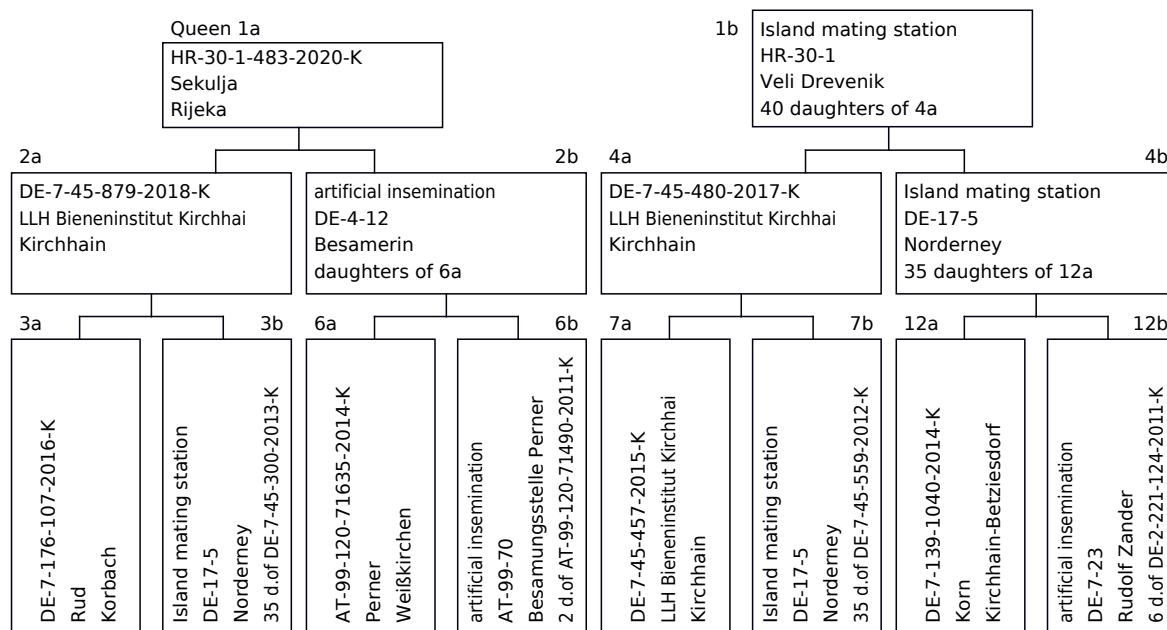 Queen 1a
HR-30-1-483-2020-K
Sekulja
Rijeka
1b
Island mating station
HR-30-1
Veli Drevenik
40 daughters of 4a
2a
DE-7-45-879-2018-K
LLH Bieneninstitut Kirchhai
Kirchhain
2b
artificial insemination
DE-4-12
Besamerin
daughters of 6a
4a
DE-7-45-480-2017-K
LLH Bieneninstitut Kirchhai
Kirchhain
4b
Island mating station
DE-17-5
Norderney
35 daughters of 12a
3a
DE-7-176-107-2016-K
Rud
Korbach
3b
Island mating station
DE-17-5
Norderney
35 d.of DE-7-45-300-2013-K
6a
AT-99-120-71635-2014-K
Perner
Weißkirchen
6b
artificial insemination
AT-99-70
Besamungsstelle Perner
2 d.of AT-99-120-71490-2011-K
7a
DE-7-45-457-2015-K
LLH Bieneninstitut Kirchhai
Kirchhain
7b
Island mating station
DE-17-5
Norderney
35 d.of DE-7-45-559-2012-K
12a
DE-7-139-1040-2014-K
Korn
Kirchhain-Betziesdorf
12b
artificial insemination
DE-7-23
Rudolf Zander
6 d.of DE-2-221-124-2011-K